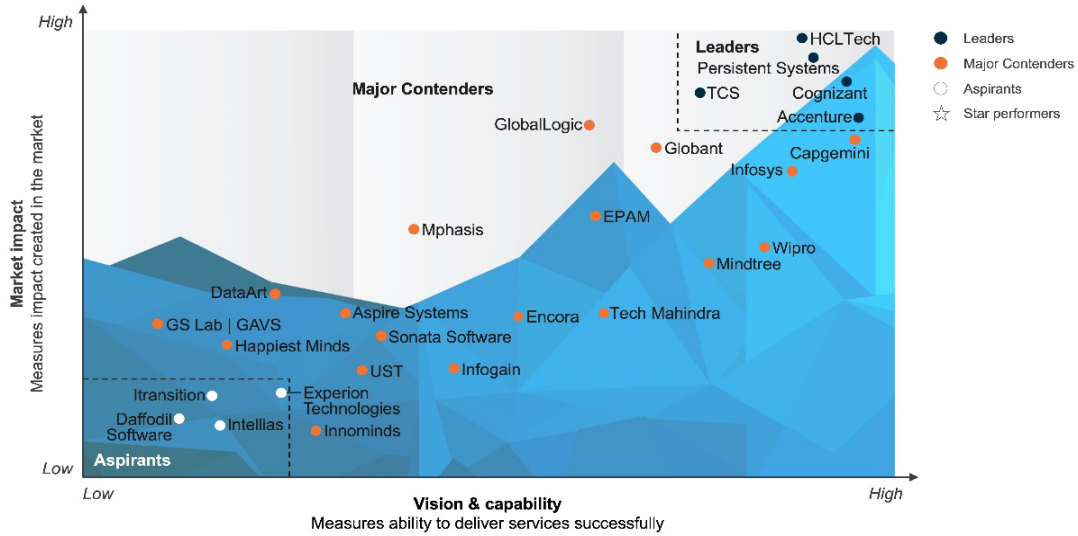 High
Leaders
HCLTech
Persistent Systems
TCS
Cognizant
Accenture
Major Contenders
GlobalLogic
Globant
Capgemini
Infosys
Mphasis
EPAM
Wipro
Mindtree
DataArt
GS Lab | GAVS
Happiest Minds
Aspire Systems
Sonata Software
UST
Infogain
Encora
Tech Mahindra
Itransition
Experion
Technologies
Daffodil
Software
Intellias
Innominds
Aspirants
Low
Market impact
Measures impact created in the market
Low
High
Vision & capability
Measures ability to deliver services successfully
Leaders
Major Contenders
Aspirants
Star performers